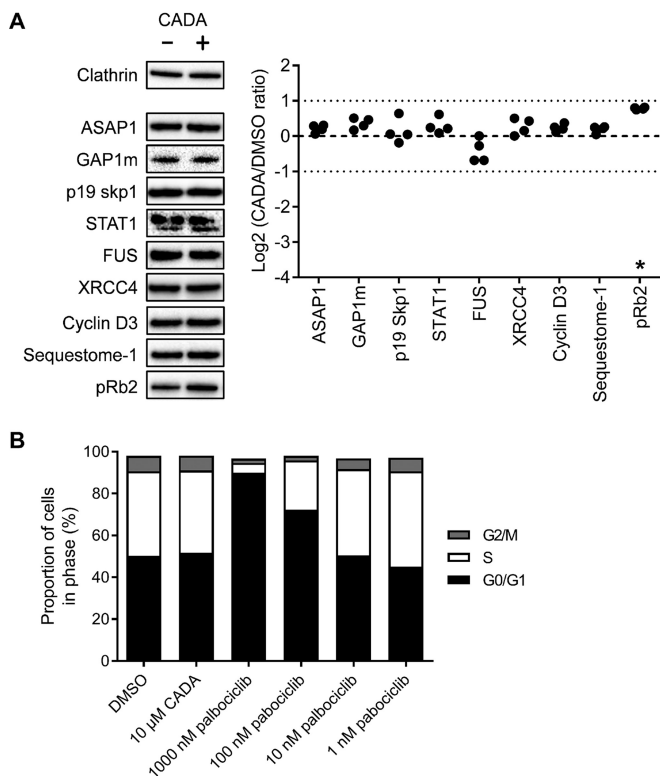 A
CADA
− +
Clathrin
ASAP1
GAP1m
p19 skp1
STAT1
FUS
XRCC4
Cyclin D3
Sequestome-1
pRb2
Log2 (CADA/DMSO ratio)
2
1
0
-1
-2
-3
-4
*
ASAP1
GAP1m
p19 Skp1
STAT1
FUS
XRCC4
Cyclin D3
Sequestome-1
pRb2
B
Proportion of cells
in phase (%)
100
80
60
40
20
0
DMSO
10 µM CADA
1000 nM palbociclib
100 nM pabociclib
10 nM palbociclib
1 nM pabociclib
G2/M
S
G0/G1